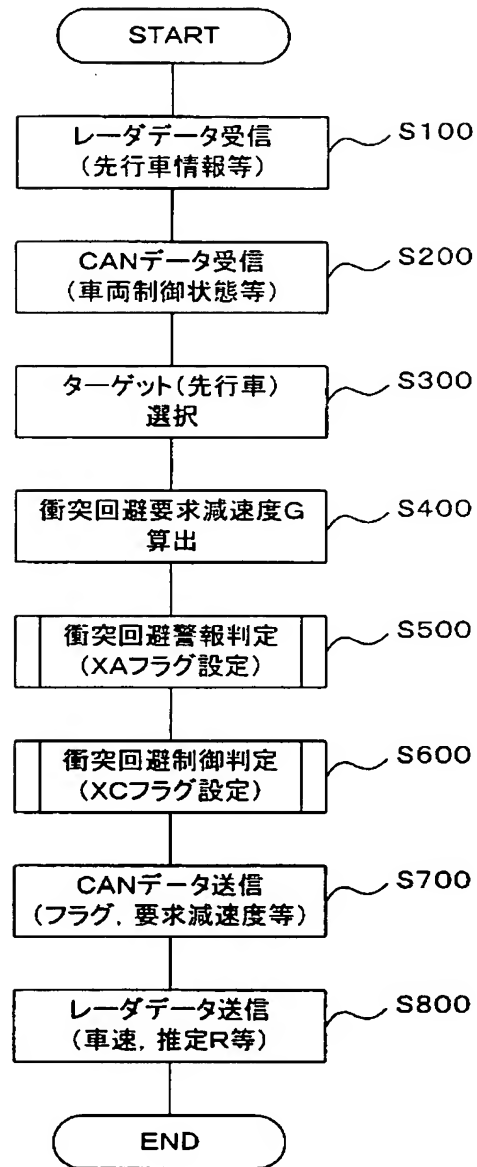 START
レーダデータ受信
(先行車情報等)
S100
CANデータ受信
(車両制御状態等)
S200
ターゲット(先行車)
選択
S300
衝突回避要求減速度G
算出
S400
衝突回避警報判定
(XAフラグ設定)
S500
衝突回避制御判定
(XCフラグ設定)
S600
CANデータ送信
(フラグ, 要求減速度等)
S700
レーダデータ送信
(車速, 推定R等)
S800
END